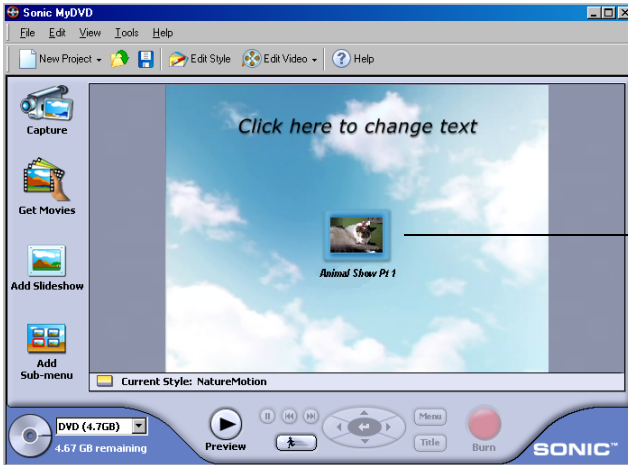 Sonic MyDVD
File Edit View Tools Help
New Project Edit Style Edit Video Help
Capture
Get Movies
Add Slideshow
Add
Sub-menu
Click here to change text
Animal Show Pt 1
Current Style: NatureMotion
DVD (4.7GB)
4.67 GB remaining
Preview
Menu
Title
Burn
SONIC™